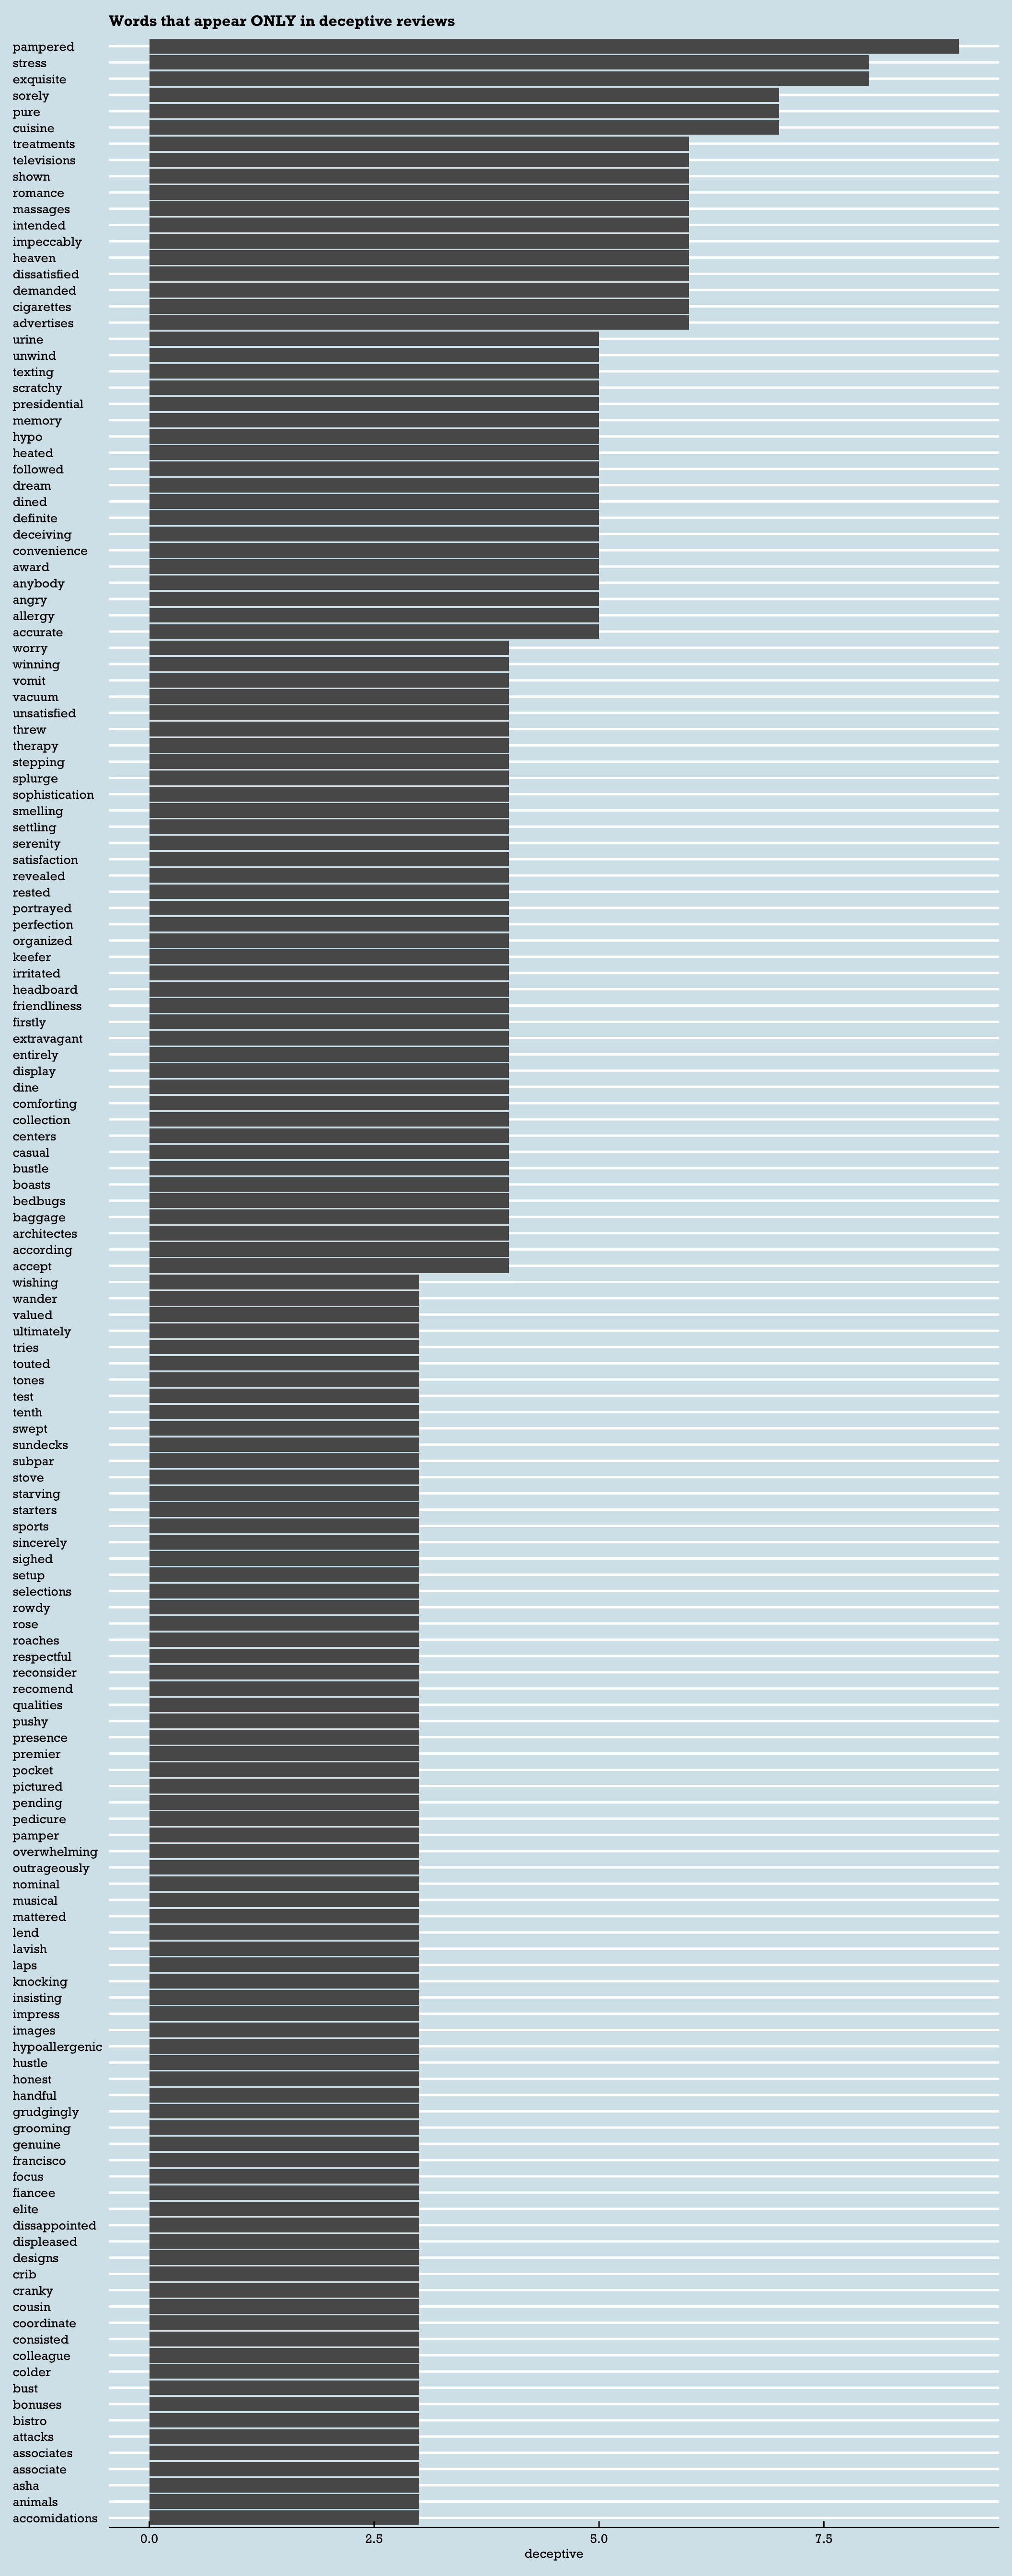 Words that appear ONLY in deceptive reviews
pampered
stress
exquisite
sorely
pure
cuisine
treatments
televisions
shown
romance
massages
intended
impeccably
heaven
dissatisfied
demanded
cigarettes
advertises
urine
unwind
texting
scratchy
presidential
memory
hypo
heated
followed
dream
dined
definite
deceiving
convenience
award
anybody
angry
allergy
accurate
worry
winning
vomit
vacuum
unsatisfied
threw
therapy
stepping
splurge
sophistication
smelling
settling
serenity
satisfaction
revealed
rested
portrayed
perfection
organized
keefer
irritated
headboard
friendliness
firstly
extravagant
entirely
display
dine
comforting
collection
centers
casual
bustle
boasts
bedbugs
baggage
architectes
according
accept
wishing
wander
valued
ultimately
tries
touted
tones
test
tenth
swept
sundecks
subpar
stove
starving
starters
sports
sincerely
sighed
setup
selections
rowdy
rose
roaches
respectful
reconsider
recomend
qualities
pushy
presence
premier
pocket
pictured
pending
pedicure
pamper
overwhelming
outrageously
nominal
musical
mattered
lend
lavish
laps
knocking
insisting
impress
images
hypoallergenic
hustle
honest
handful
grudgingly
grooming
genuine
francisco
focus
fiancee
elite
dissappointed
displeased
designs
crib
cranky
cousin
coordinate
consisted
colleague
colder
bust
bonuses
bistro
attacks
associates
associate
asha
animals
accomidations
0.0 2.5 5.0 7.5
deceptive